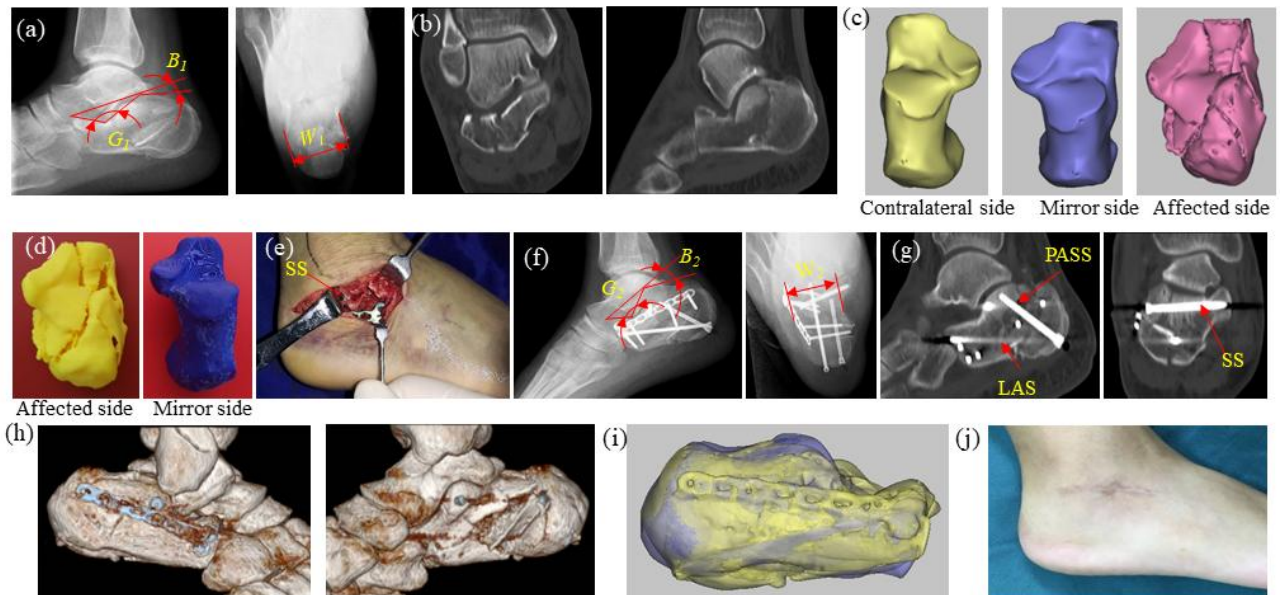 (a)
B1
G1
W1
(b)
(c)
Contralateral side
Mirror side
Affected side
(d)
Affected side
Mirror side
(e)
SS
(f)
B2
G2
W2
(g)
PASS
LAS
SS
(h)
(i)
(j)